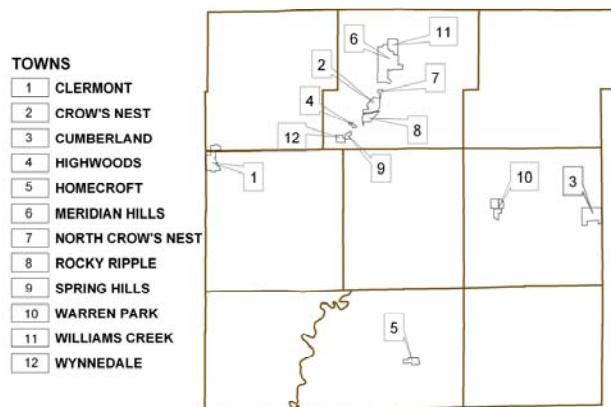 TOWNS
1 CLERMONT
2 CROW'S NEST
3 CUMBERLAND
4 HIGHWOODS
5 HOMECROFT
6 MERIDIAN HILLS
7 NORTH CROW'S NEST
8 ROCKY RIPPLE
9 SPRING HILLS
10 WARREN PARK
11 WILLIAMS CREEK
12 WYNNEDALE
11
6
2
7
4
8
12
9
1
10
3
5